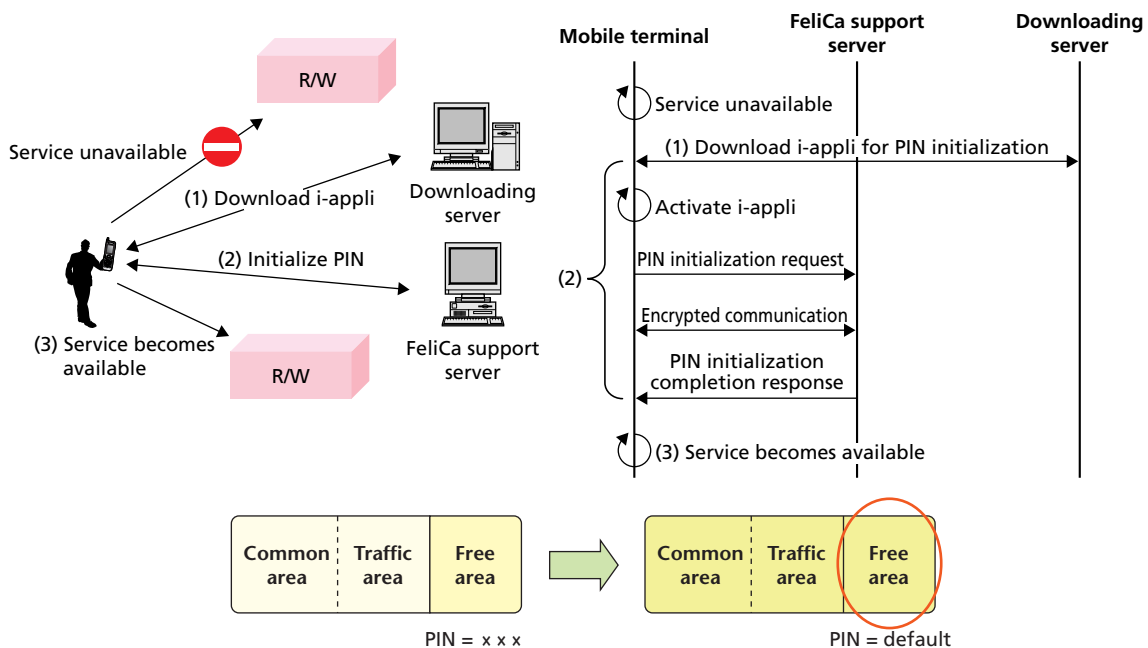 R/W
Service unavailable
(1) Download i-appli
Downloading
server
(2) Initialize PIN
FeliCa support
server
(3) Service becomes
available
R/W
Mobile terminal
FeliCa support
server
Downloading
server
Service unavailable
(1) Download i-appli for PIN initialization
Activate i-appli
(2)
PIN initialization request
Encrypted communication
PIN initialization
completion response
(3) Service becomes available
Common
area
Traffic
area
Free
area
PIN = x x x
Common
area
Traffic
area
Free
area
PIN = default